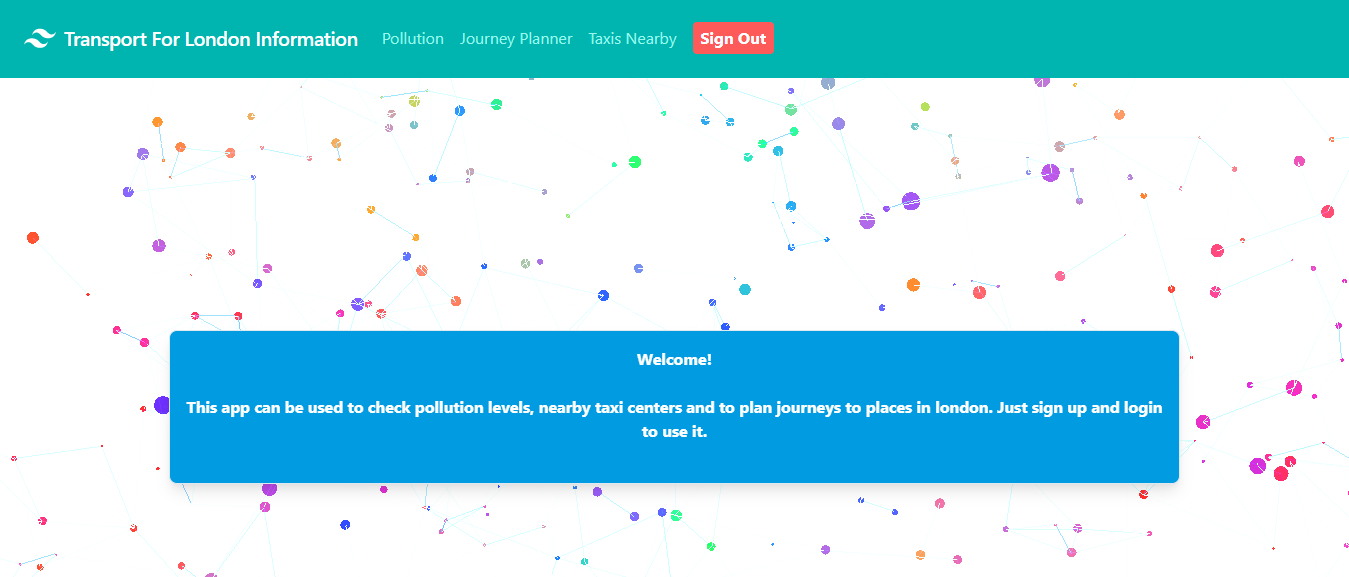 Transport For London Information Pollution Journey Planner Taxis Nearby Sign Out
Welcome!
This app can be used to check pollution levels, nearby taxi centers and to plan journeys to places in london. Just sign up and login
to use it.